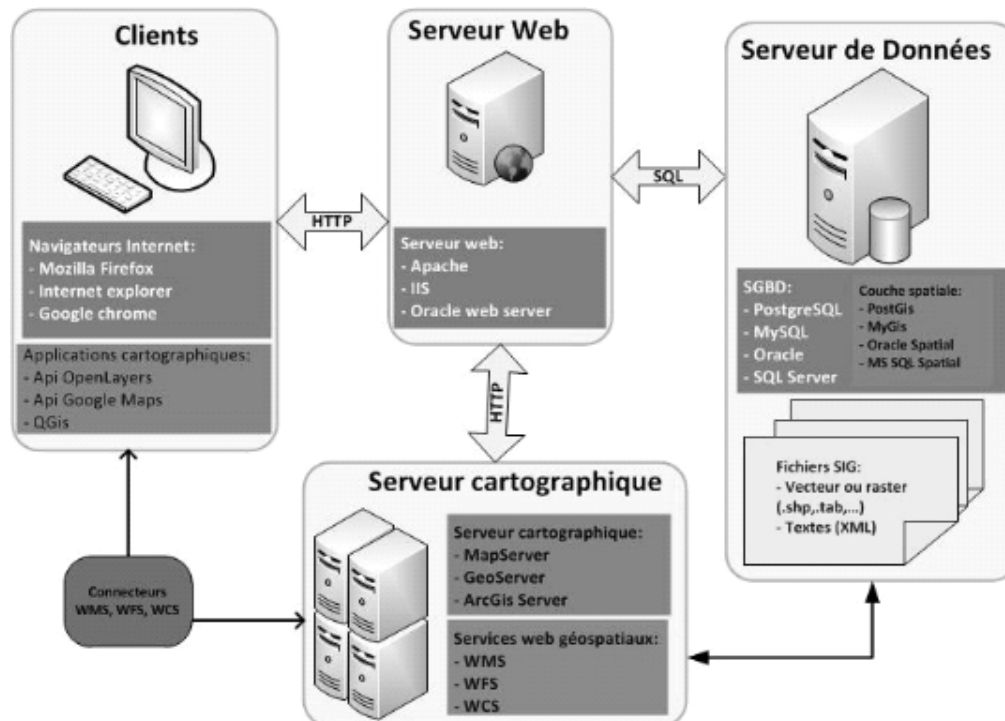 Clients
Navigateurs Internet:
- Mozilla Firefox
- Internet explorer
- Google chrome
Applications cartographiques:
- Api OpenLayers
- Api Google Maps
- QGis
HTTP
Serveur Web
Serveur web:
- Apache
- IIS
- Oracle web server
SQL
Serveur de Données
SGBD:
- PostgreSQL
- MySQL
- Oracle
- SQL Server
Couche spatiale:
- PostGis
- MyGis
- Oracle Spatial
- MS SQL Spatial
Fichiers SIG:
- Vecteur ou raster
(.shp,.tab,...)
- Textes (XML)
HTTP
Serveur cartographique
Serveur cartographique:
- MapServer
- GeoServer
- ArcGis Server
Services web géospatiaux:
- WMS
- WFS
- WCS
Connecteurs
WMS, WFS, WCS